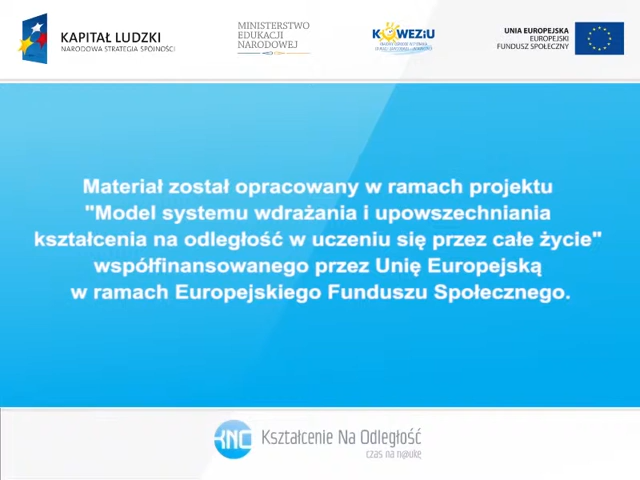 KAPITAŁ LUDZKI
NARODOWA STRATEGIA SPÓJNOŚCI
MINISTERSTWO
EDUKACJI
NARODOWEJ
KOWEZiU
UNIA EUROPEJSKA
EUROPEJSKI
FUNDUSZ SPOŁECZNY
Materiał został opracowany w ramach projektu
"Model systemu wdrażania i upowszechniania
kształcenia na odległość w uczeniu się przez całe życie"
współfinansowanego przez Unię Europejską
w ramach Europejskiego Funduszu Społecznego.
KNO Kształcenie Na Odległość
czas na naukę